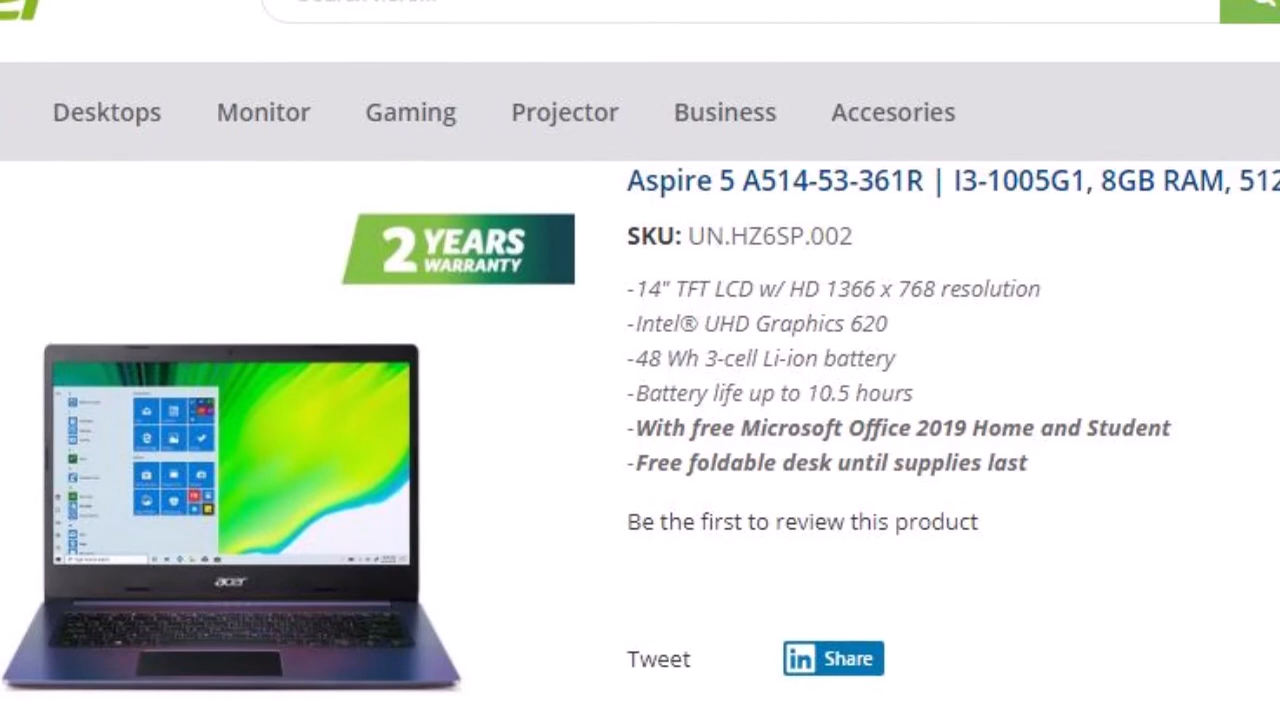 Desktops Monitor Gaming Projector Business Accesories
Aspire 5 A514-53-361R | I3-1005G1, 8GB RAM, 512
2 YEARS
WARRANTY
SKU: UN.HZ6SP.002
-14" TFT LCD w/ HD 1366 x 768 resolution
-Intel® UHD Graphics 620
-48 Wh 3-cell Li-ion battery
-Battery life up to 10.5 hours
-With free Microsoft Office 2019 Home and Student
-Free foldable desk until supplies last
Be the first to review this product
acer
Tweet
in Share